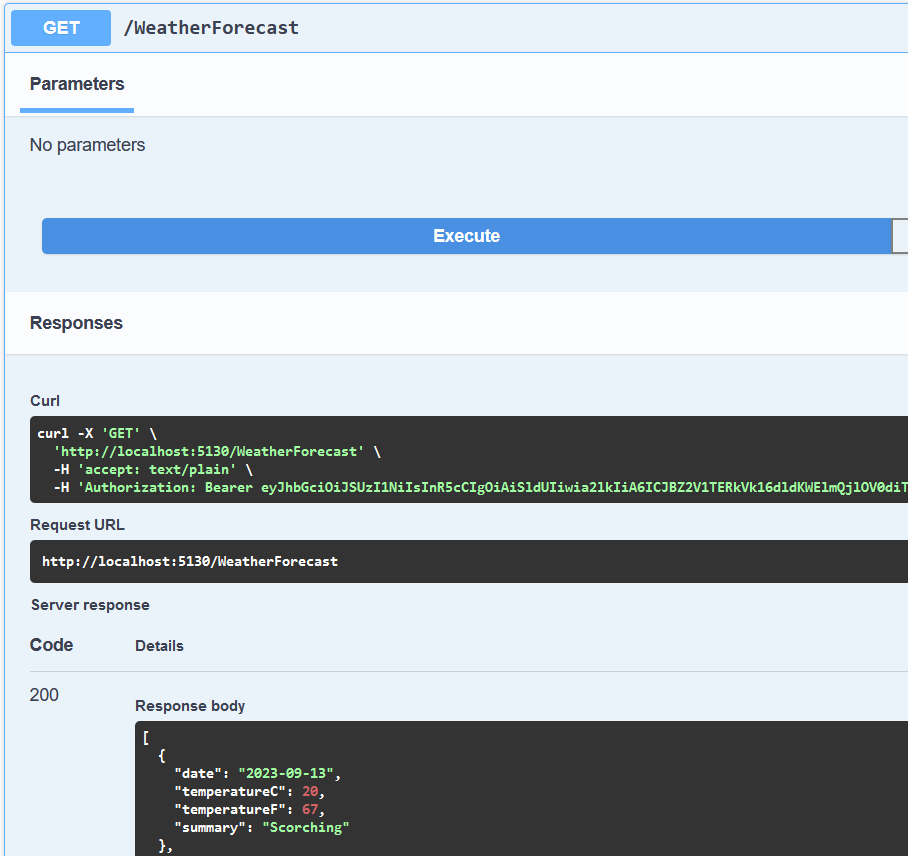 GET /WeatherForecast
Parameters
No parameters
Execute
Responses
Curl
curl -X 'GET' \
'http://localhost:5130/WeatherForecast' \
-H 'accept: text/plain' \
-H 'Authorization: Bearer eyJhbGciOiJSUzI1NiIsInR5cCIgOiAiSldUIiwia2lkIiA6ICJBZ2V1TERkVk16dldKWElmQjlOV0diT
Request URL
http://localhost:5130/WeatherForecast
Server response
Code Details
200
Response body
[
{
"date": "2023-09-13",
"temperatureC": 20,
"temperatureF": 67,
"summary": "Scorching"
},